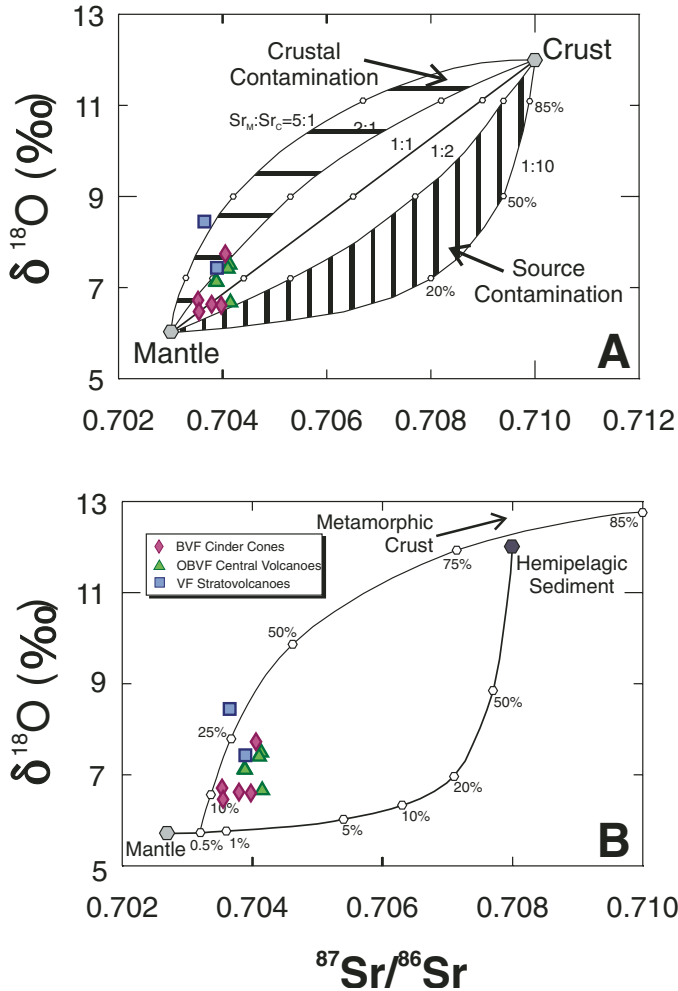 13
Crustal
Contamination
Crust
11
Sr_M:Sr_C=5:1
2:1
1:1
1:2
85%
1:10
δ ¹⁸O (‰)
9
50%
7
20%
Source
Contamination
Mantle
A
5
0.702 0.704 0.706 0.708 0.710 0.712
13
Metamorphic
Crust
85%
BVF Cinder Cones
OBVF Central Volcanoes
VF Stratovolcanoes
75%
Hemipelagic
Sediment
11
50%
δ ¹⁸O (‰)
9
50%
25%
7
10%
20%
10%
5%
Mantle
0.5%
1%
B
5
0.702 0.704 0.706 0.708 0.710
⁸⁷Sr/⁸⁶Sr